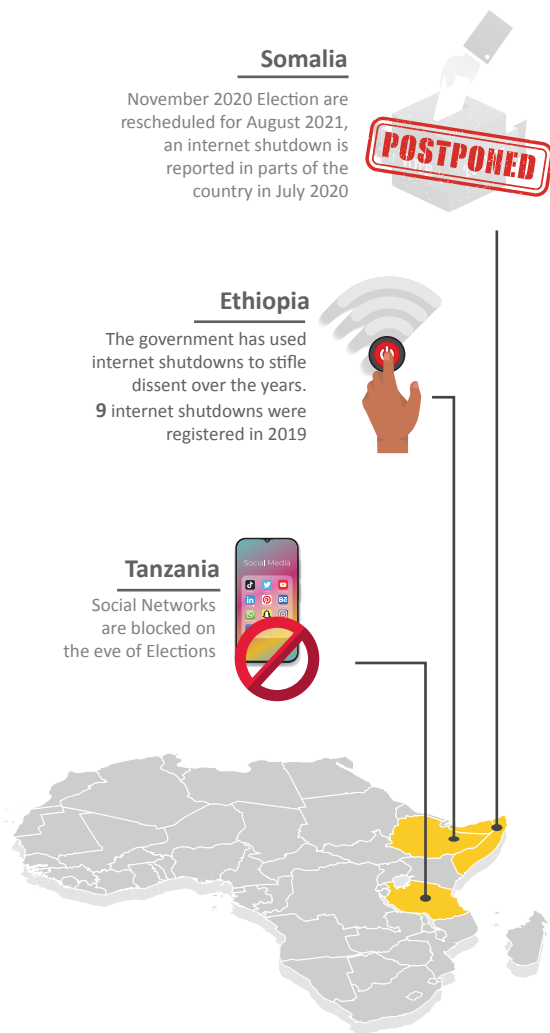 Somalia
November 2020 Election are
rescheduled for August 2021,
an internet shutdown is
reported in parts of the
country in July 2020
POSTPONED
Ethiopia
The government has used
internet shutdowns to stifle
dissent over the years.
9 internet shutdowns were
registered in 2019
Tanzania
Social Networks
are blocked on
the eve of Elections
Social Media
in
Bē